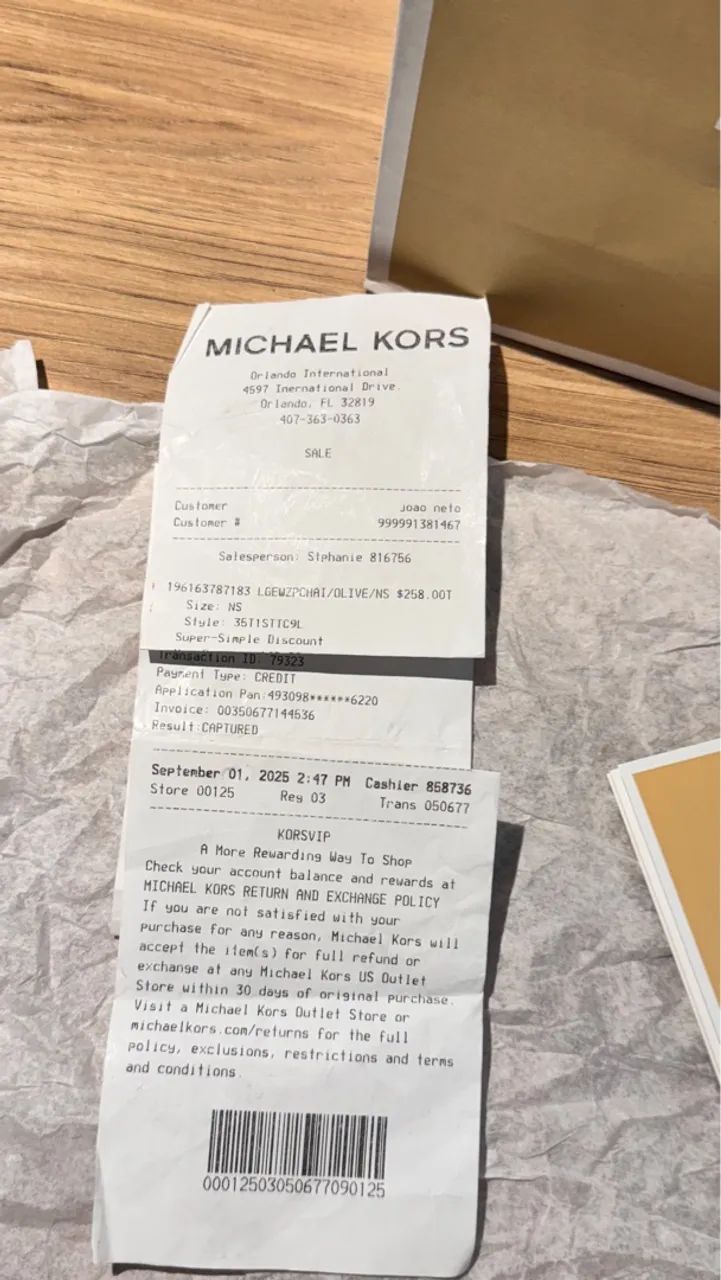 MICHAEL KORS
Orlando International
4597 Inernational Drive.
Orlando, FL 32819
407-363-0363
SALE
Customer joao neto
Customer # 999991381467
Salesperson: Stphanie 816756
196163787183 LGEWZPCHAI/OLIVE/NS $258.00T
Size: NS
Style: 35T1STTC9L
Super-Simple Discount
Transaction ID: 79323
Payment Type: CREDIT
Application Pan:493098******6220
Invoice: 00350677144536
Result:CAPTURED
September 01, 2025 2:47 PM Cashier 858736
Store 00125 Reg 03 Trans 050677
KORSVIP
A More Rewarding Way To Shop
Check your account balance and rewards at
MICHAEL KORS RETURN AND EXCHANGE POLICY
If you are not satisfied with your
purchase for any reason, Michael Kors will
accept the item(s) for full refund or
exchange at any Michael Kors US Outlet
Store within 30 days of original purchase.
Visit a Michael Kors Outlet Store or
michaelkors.com/returns for the full
policy, exclusions, restrictions and terms
and conditions.
00012503050677090125